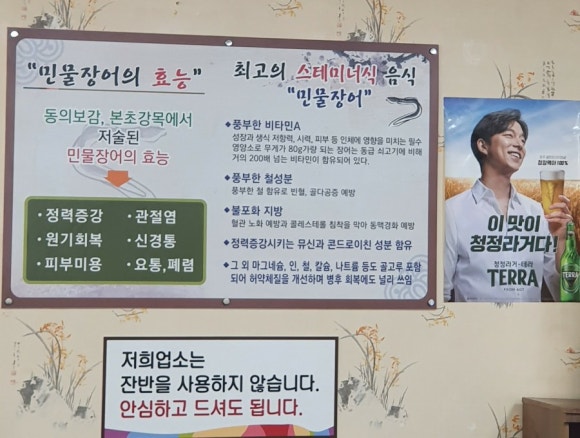 "민물장어의 효능"
동의보감, 본초강목에서
저술된
민물장어의 효능
•정력증강 •관절염
•원기회복 •신경통
•피부미용 •요통,폐렴
최고의 스테미너식 음식
"민물장어"
◆풍부한 비타민A
성장과 생식 저항력, 시력, 피부 등 인체에 영향을 미치는 필수
영양소로 무게가 80g가량 되는 장어는 동급 쇠고기에 비해
거의 200배 넘는 비타민이 함유되어 있다.
◆풍부한 철성분
풍부한 철 함유로 빈혈, 골다공증 예방
◆불포화 지방
혈관 노화 예방과 콜레스테롤 침착을 막아 동맥경화 예방
◆정력증강시키는 뮤신과 콘드로이친 성분 함유
◆그 외 마그네슘, 인, 철, 칼슘, 나트륨 등도 골고루 포함
되어 허약체질을 개선하며 병후 회복에도 널리 쓰임
청정맥아 100%
이 맛이
청정라거다!
청정라거-테라
TERRA
TERRA
저희업소는
잔반을 사용하지 않습니다.
안심하고 드셔도 됩니다.